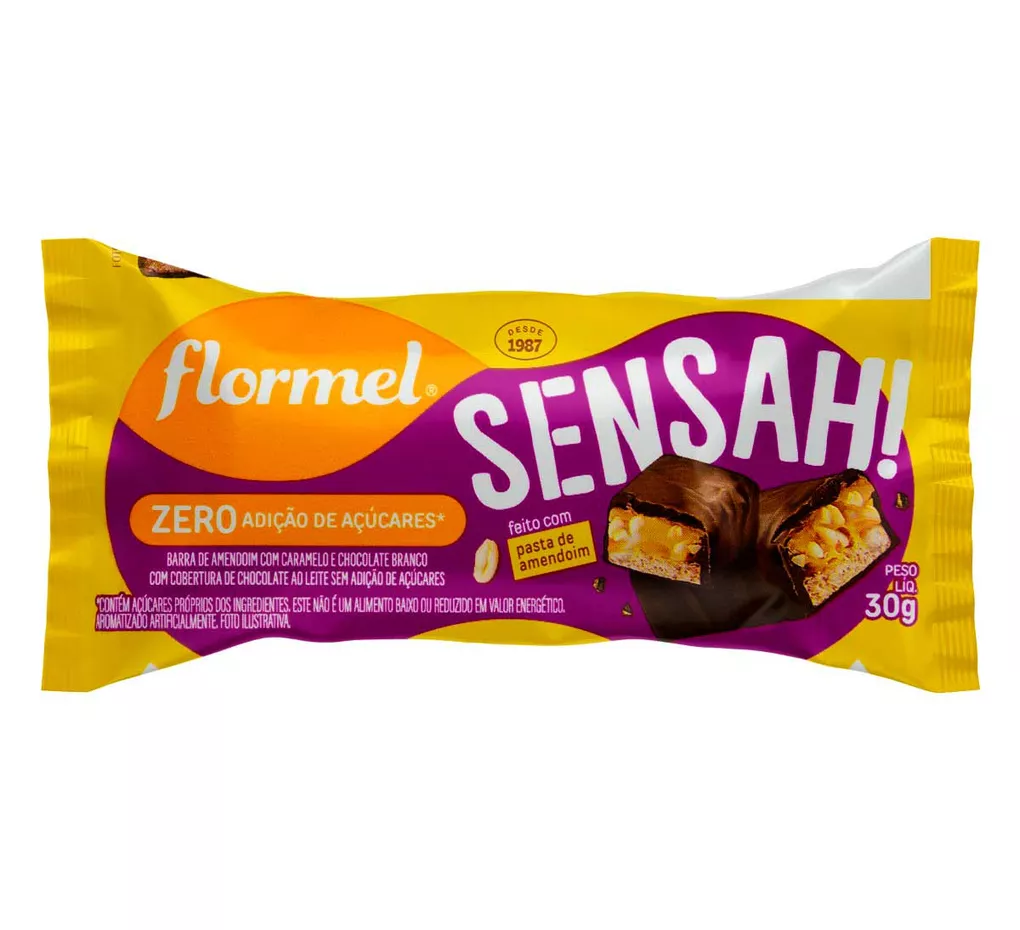 flormel®
DESDE
1987
SENSAH!
ZERO ADIÇÃO DE AÇÚCARES*
feito com
pasta de
amendoim
BARRA DE AMENDOIM COM CARAMELO E CHOCOLATE BRANCO
COM COBERTURA DE CHOCOLATE AO LEITE SEM ADIÇÃO DE AÇÚCARES
*CONTÉM AÇÚCARES PRÓPRIOS DOS INGREDIENTES. ESTE NÃO É UM ALIMENTO BAIXO OU REDUZIDO EM VALOR ENERGÉTICO.
AROMATIZADO ARTIFICIALMENTE. FOTO ILUSTRATIVA.
PESO
LÍQ.
30g